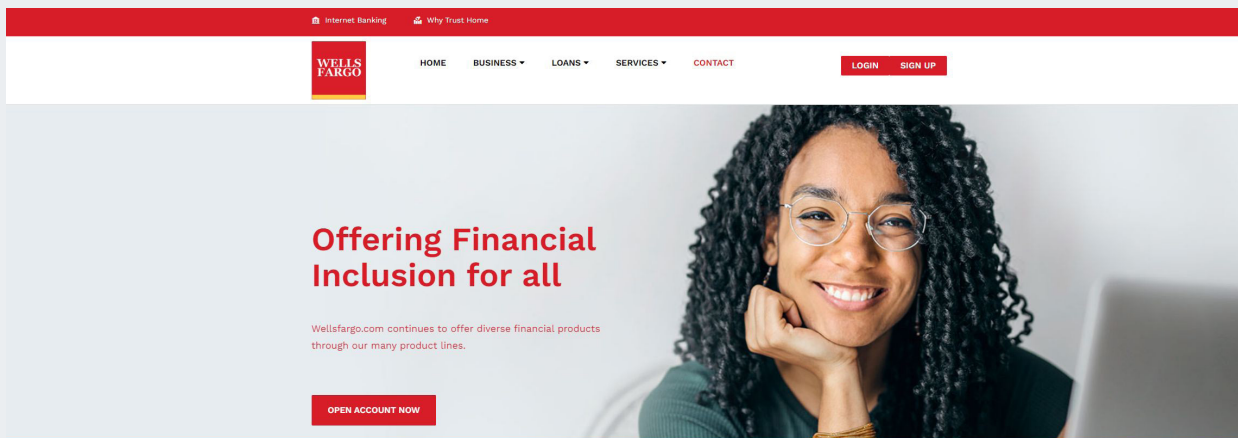 Internet Banking
Why Trust Home
WELLS
FARGO
HOME
BUSINESS
LOANS
SERVICES
CONTACT
LOGIN
SIGN UP
Offering Financial
Inclusion for all
Wellsfargo.com continues to offer diverse financial products
through our many product lines.
OPEN ACCOUNT NOW